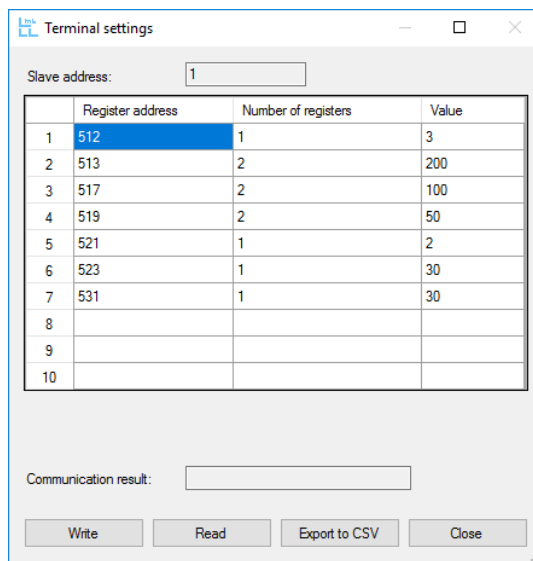 Terminal settings
Slave address: 1
Register address Number of registers Value
1 512 1 3
2 513 2 200
3 517 2 100
4 519 2 50
5 521 1 2
6 523 1 30
7 531 1 30
8
9
10
Communication result:
Write Read Export to CSV Close